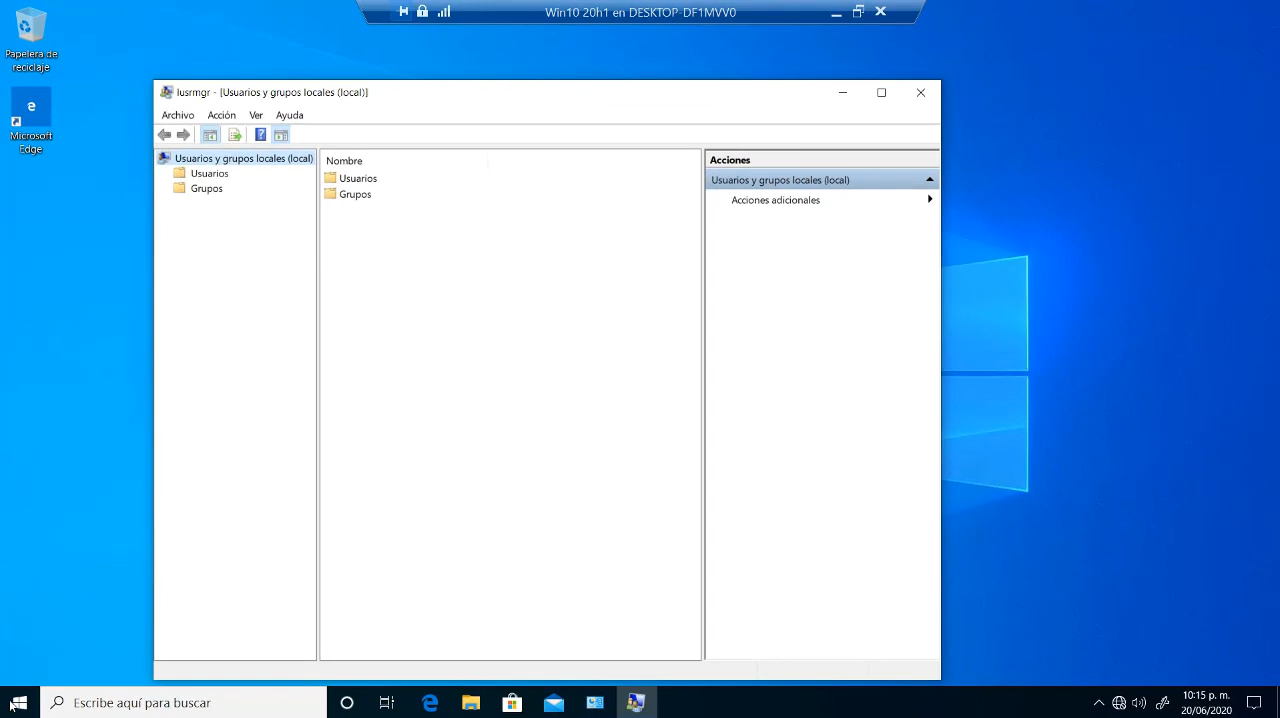 Win10 20h1 en DESKTOP-DF1MVV0
Papelera de
reciclaje
Microsoft
Edge
lusrmgr - [Usuarios y grupos locales (local)]
Archivo Acción Ver Ayuda
Usuarios y grupos locales (local)
Usuarios
Grupos
Nombre
Usuarios
Grupos
Acciones
Usuarios y grupos locales (local)
Acciones adicionales
Escribe aquí para buscar
10:15 p. m.
20/06/2020